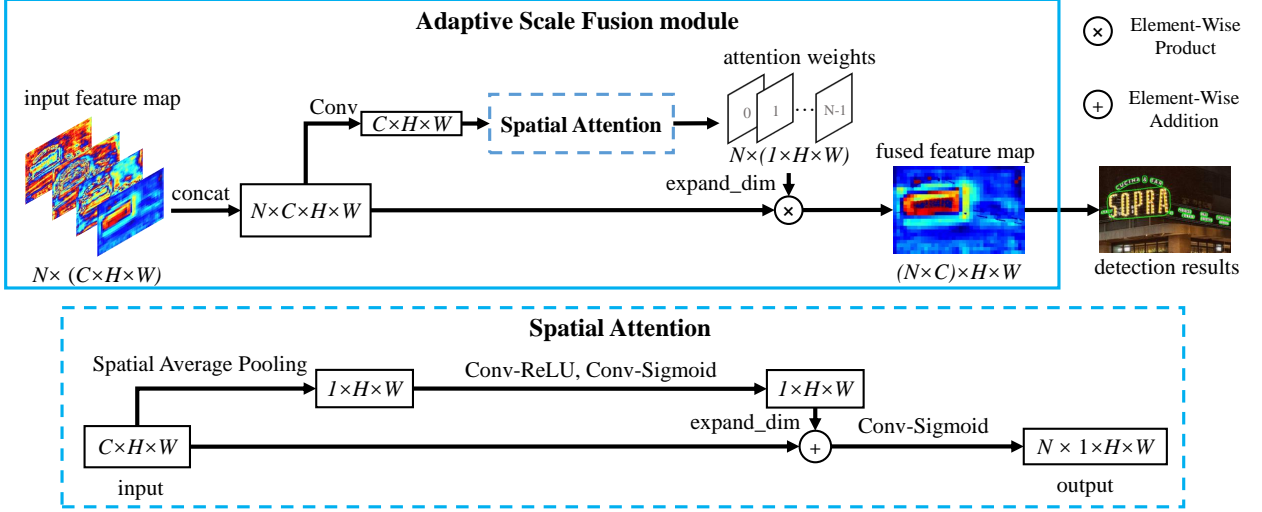 Adaptive Scale Fusion module
input feature map
N× (C×H×W)
concat
N×C×H×W
Conv
C×H×W
Spatial Attention
attention weights
0
1
...
N-1
N×(1×H×W)
expand_dim
×
fused feature map
(N×C)×H×W
×
Element-Wise
Product
+
Element-Wise
Addition
CUCINA & BAR
SOPRA
detection results
Spatial Attention
Spatial Average Pooling
1×H×W
Conv-ReLU, Conv-Sigmoid
1×H×W
C×H×W
input
expand_dim
+
Conv-Sigmoid
N × 1×H×W
output